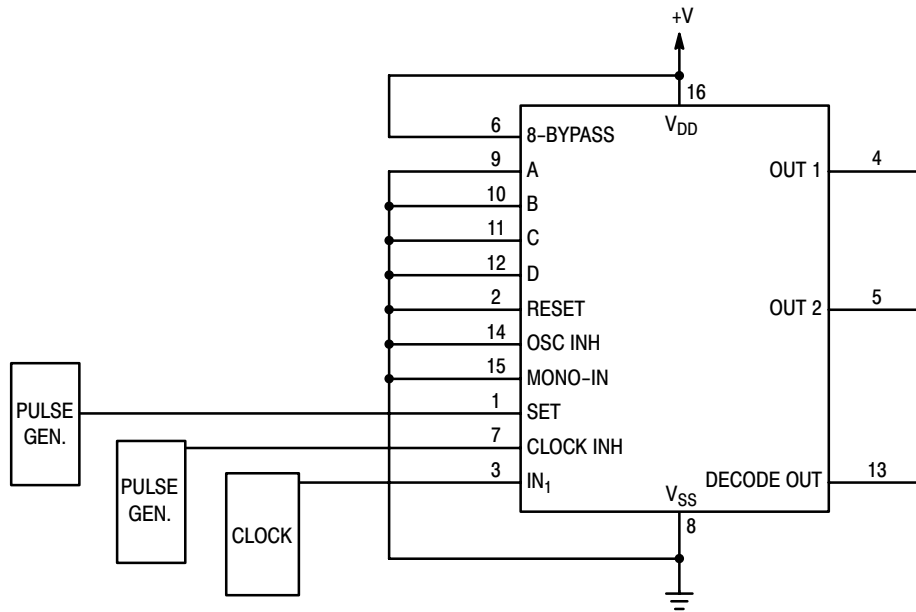 +V
16
6
8-BYPASS
V_DD
9
A
OUT 1
4
10
B
11
C
12
D
2
RESET
OUT 2
5
14
OSC INH
15
MONO-IN
PULSE
GEN.
1
SET
7
CLOCK INH
PULSE
GEN.
3
IN1
DECODE OUT
13
VSS
CLOCK
8